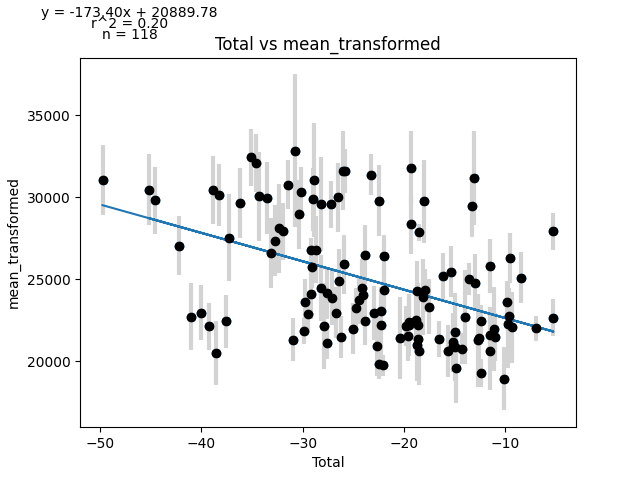 y = -173.40x + 20889.78
r^2 = 0.20
n = 118
Total vs mean_transformed
35000
30000
25000
20000
mean_transformed
−50
−40
−30
−20
−10
Total